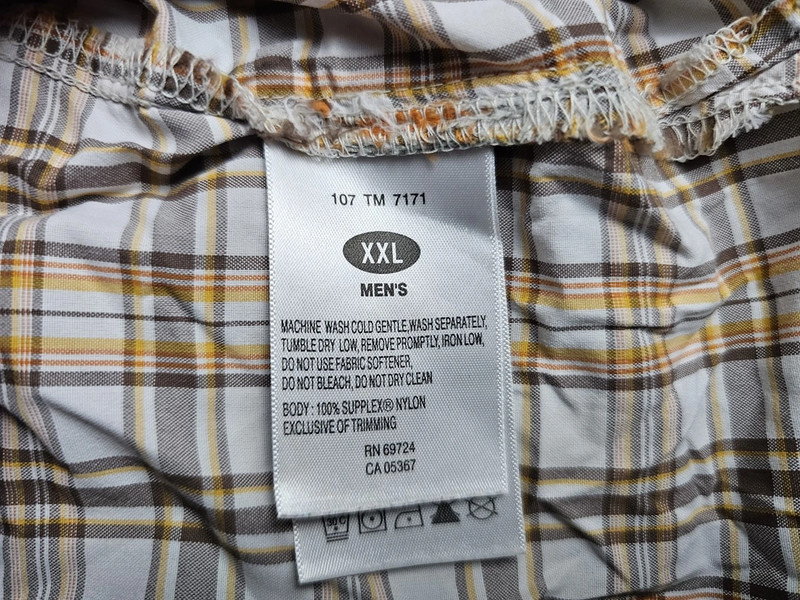 107 TM 7171
XXL
MEN'S
MACHINE WASH COLD GENTLE,WASH SEPARATELY,
TUMBLE DRY LOW, REMOVE PROMPTLY, IRON LOW,
DO NOT USE FABRIC SOFTENER,
DO NOT BLEACH, DO NOT DRY CLEAN
BODY : 100% SUPPLEX® NYLON
EXCLUSIVE OF TRIMMING
RN 69724
CA 05367
30°C